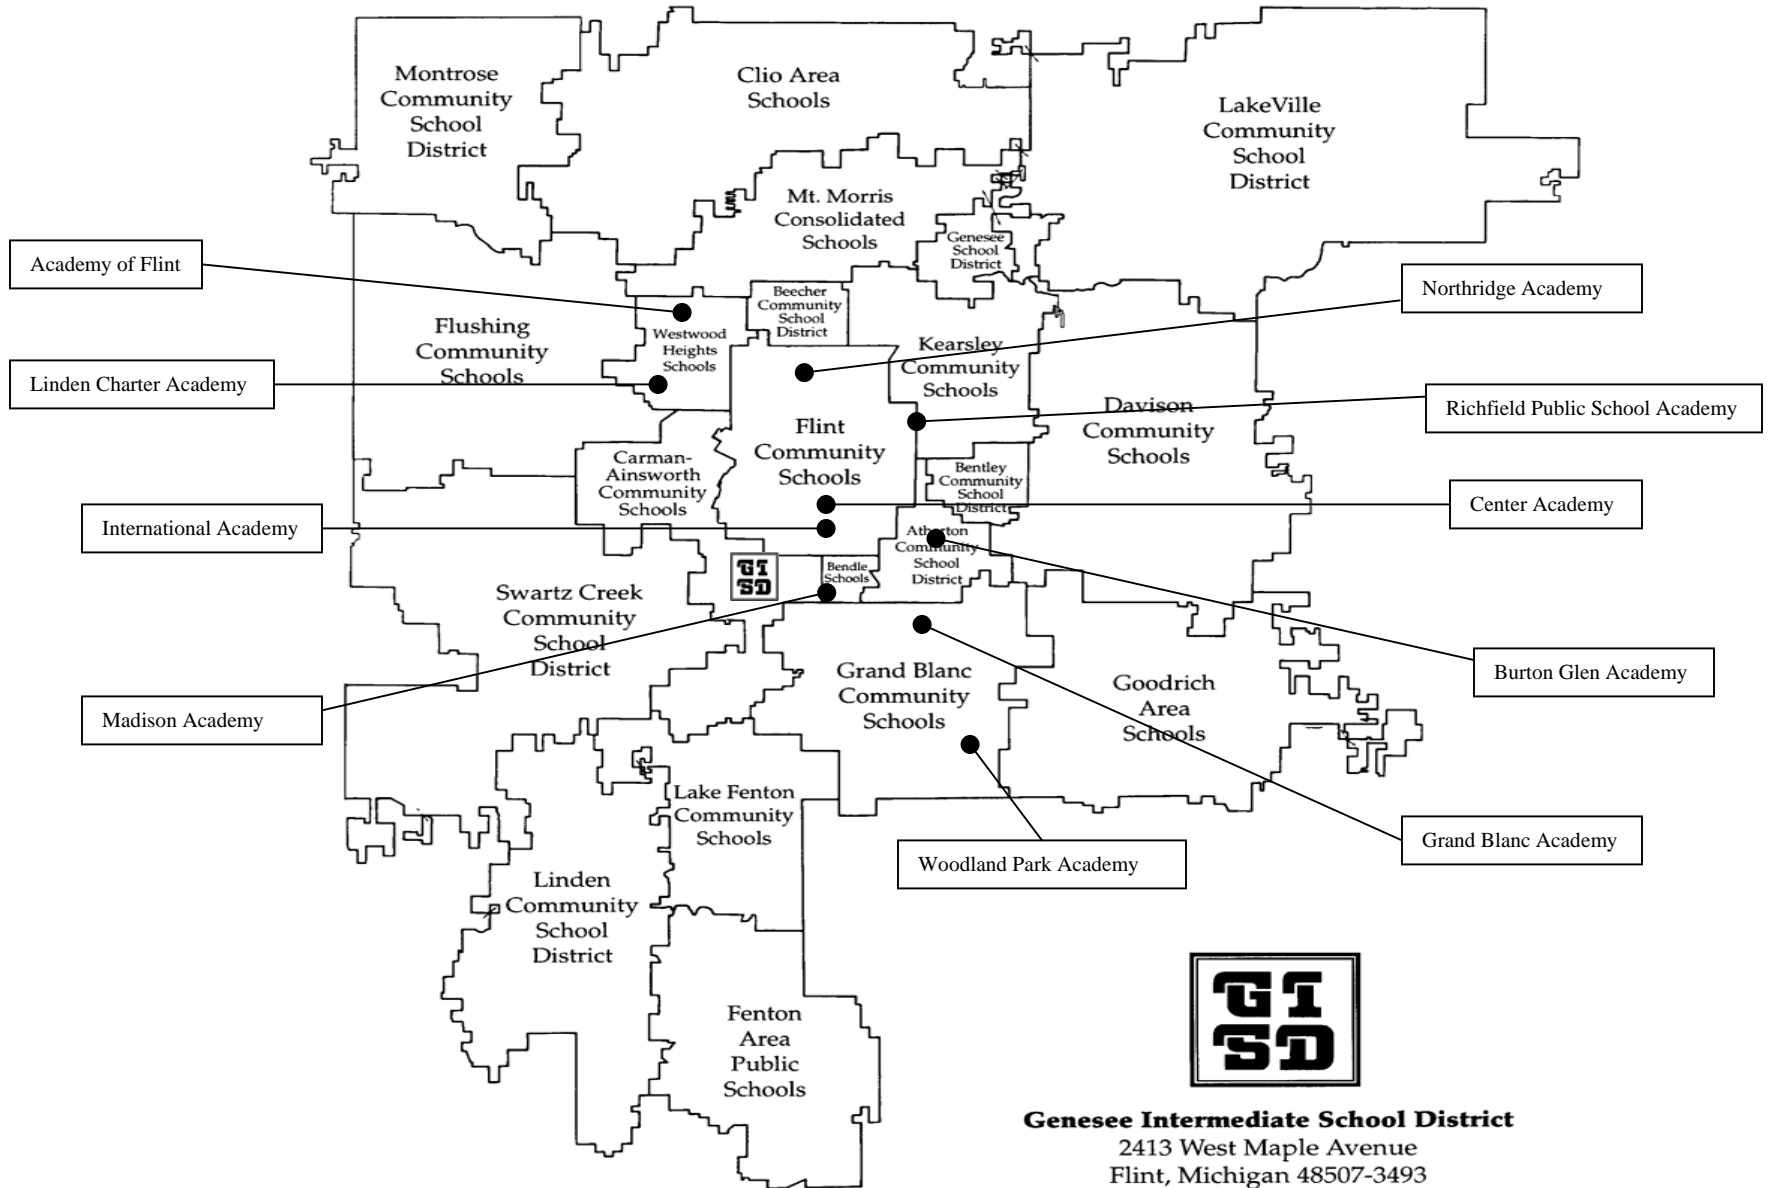 Montrose
Community
School
District
Clio Area
Schools
LakeVille
Community
School
District
Mt. Morris
Consolidated
Schools
Genesee
School
District
Academy of Flint
Northridge Academy
Beecher
Community
School
District
Flushing
Community
Schools
Westwood
Heights
Schools
Kearsley
Community
Schools
Linden Charter Academy
Richfield Public School Academy
Davison
Community
Schools
Flint
Community
Schools
Carman-
Ainsworth
Community
Schools
Bentley
Community
School
District
Center Academy
International Academy
Atherton
Community
School
District
GI
SD
Bendle
Schools
Swartz Creek
Community
School
District
Burton Glen Academy
Madison Academy
Grand Blanc
Community
Schools
Goodrich
Area
Schools
Lake Fenton
Community
Schools
Grand Blanc Academy
Woodland Park Academy
Linden
Community
School
District
Fenton
Area
Public
Schools
GI
SD
Genesee Intermediate School District
2413 West Maple Avenue
Flint, Michigan 48507-3493